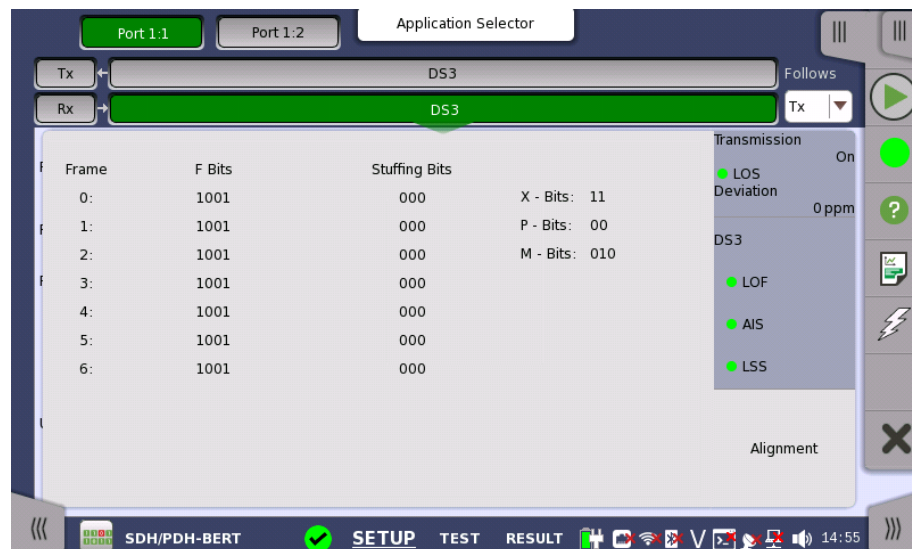 Application Selector
Port 1:1 Port 1:2
Tx DS3 Follows
Rx DS3 Tx
Transmission
On
LOS
Deviation
0 ppm
DS3
LOF
AIS
LSS
Alignment
Frame F Bits Stuffing Bits
0: 1001 000 X - Bits: 11
1: 1001 000 P - Bits: 00
2: 1001 000 M - Bits: 010
3: 1001 000
4: 1001 000
5: 1001 000
6: 1001 000
SDH/PDH-BERT SETUP TEST RESULT V 14:55